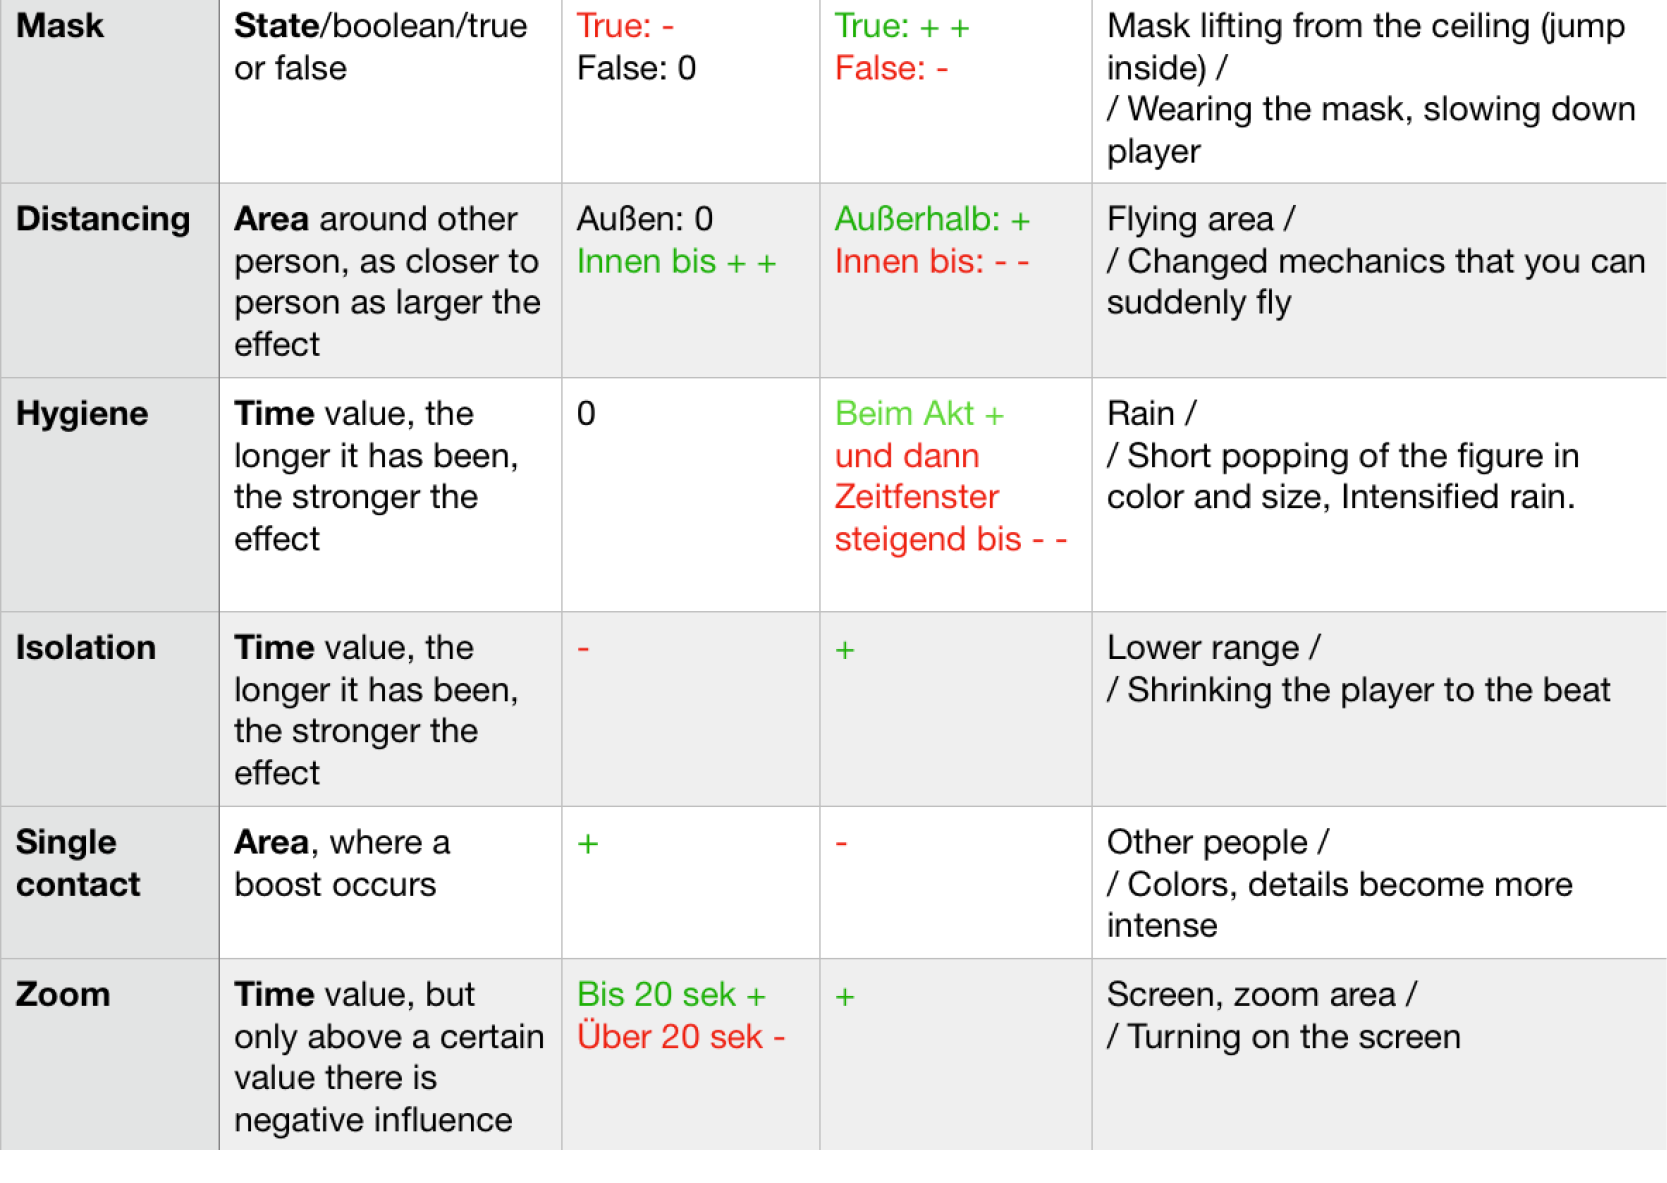 Mask
State/boolean/true
or false
True: -
False: 0
True: + +
False: -
Mask lifting from the ceiling (jump
inside) /
/ Wearing the mask, slowing down
player
Distancing
Area around other
person, as closer to
person as larger the
effect
Außen: 0
Innen bis + +
Außerhalb: +
Innen bis: - -
Flying area /
/ Changed mechanics that you can
suddenly fly
Hygiene
Time value, the
longer it has been,
the stronger the
effect
0
Beim Akt +
und dann
Zeitfenster
steigend bis - -
Rain /
/ Short popping of the figure in
color and size, Intensified rain.
Isolation
Time value, the
longer it has been,
the stronger the
effect
-
+
Lower range /
/ Shrinking the player to the beat
Single
contact
Area, where a
boost occurs
+
-
Other people /
/ Colors, details become more
intense
Zoom
Time value, but
only above a certain
value there is
negative influence
Bis 20 sek +
Über 20 sek -
+
Screen, zoom area /
/ Turning on the screen